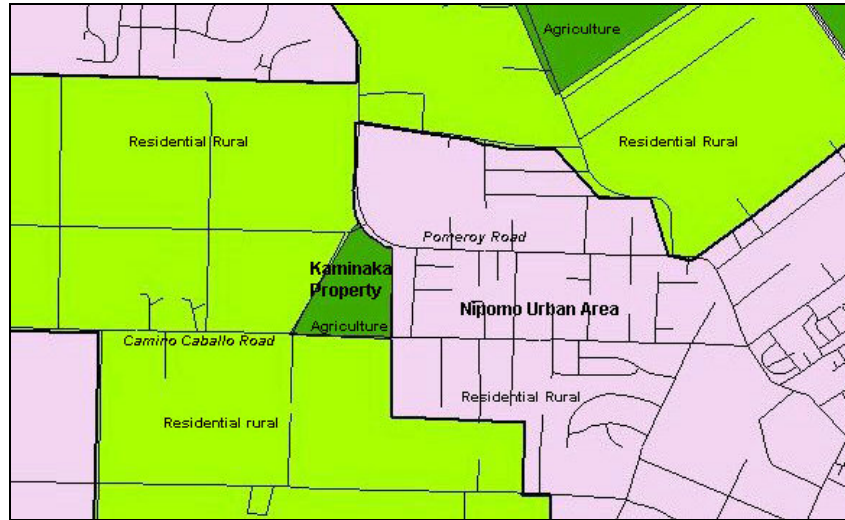 Agriculture
Residential Rural
Residential Rural
Pomeroy Road
Kaminaka
Property
Nipomo Urban Area
Agriculture
Camino Caballo Road
Residential Rural
Residential rural